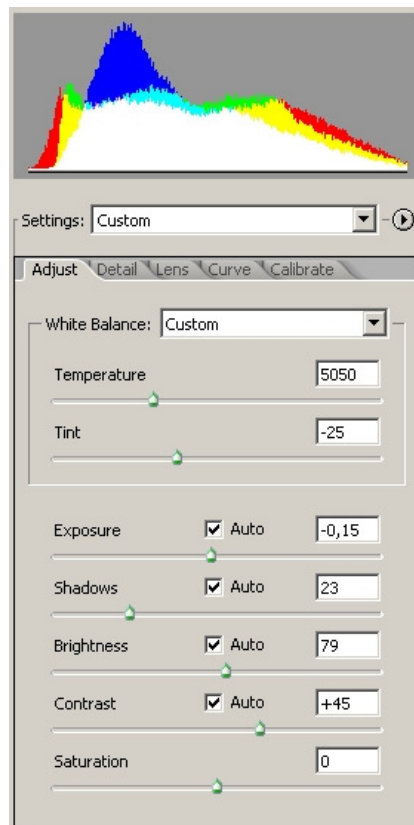 Settings: Custom
Adjust Detail Lens Curve Calibrate
White Balance: Custom
Temperature 5050
Tint -25
Exposure Auto -0,15
Shadows Auto 23
Brightness Auto 79
Contrast Auto +45
Saturation 0